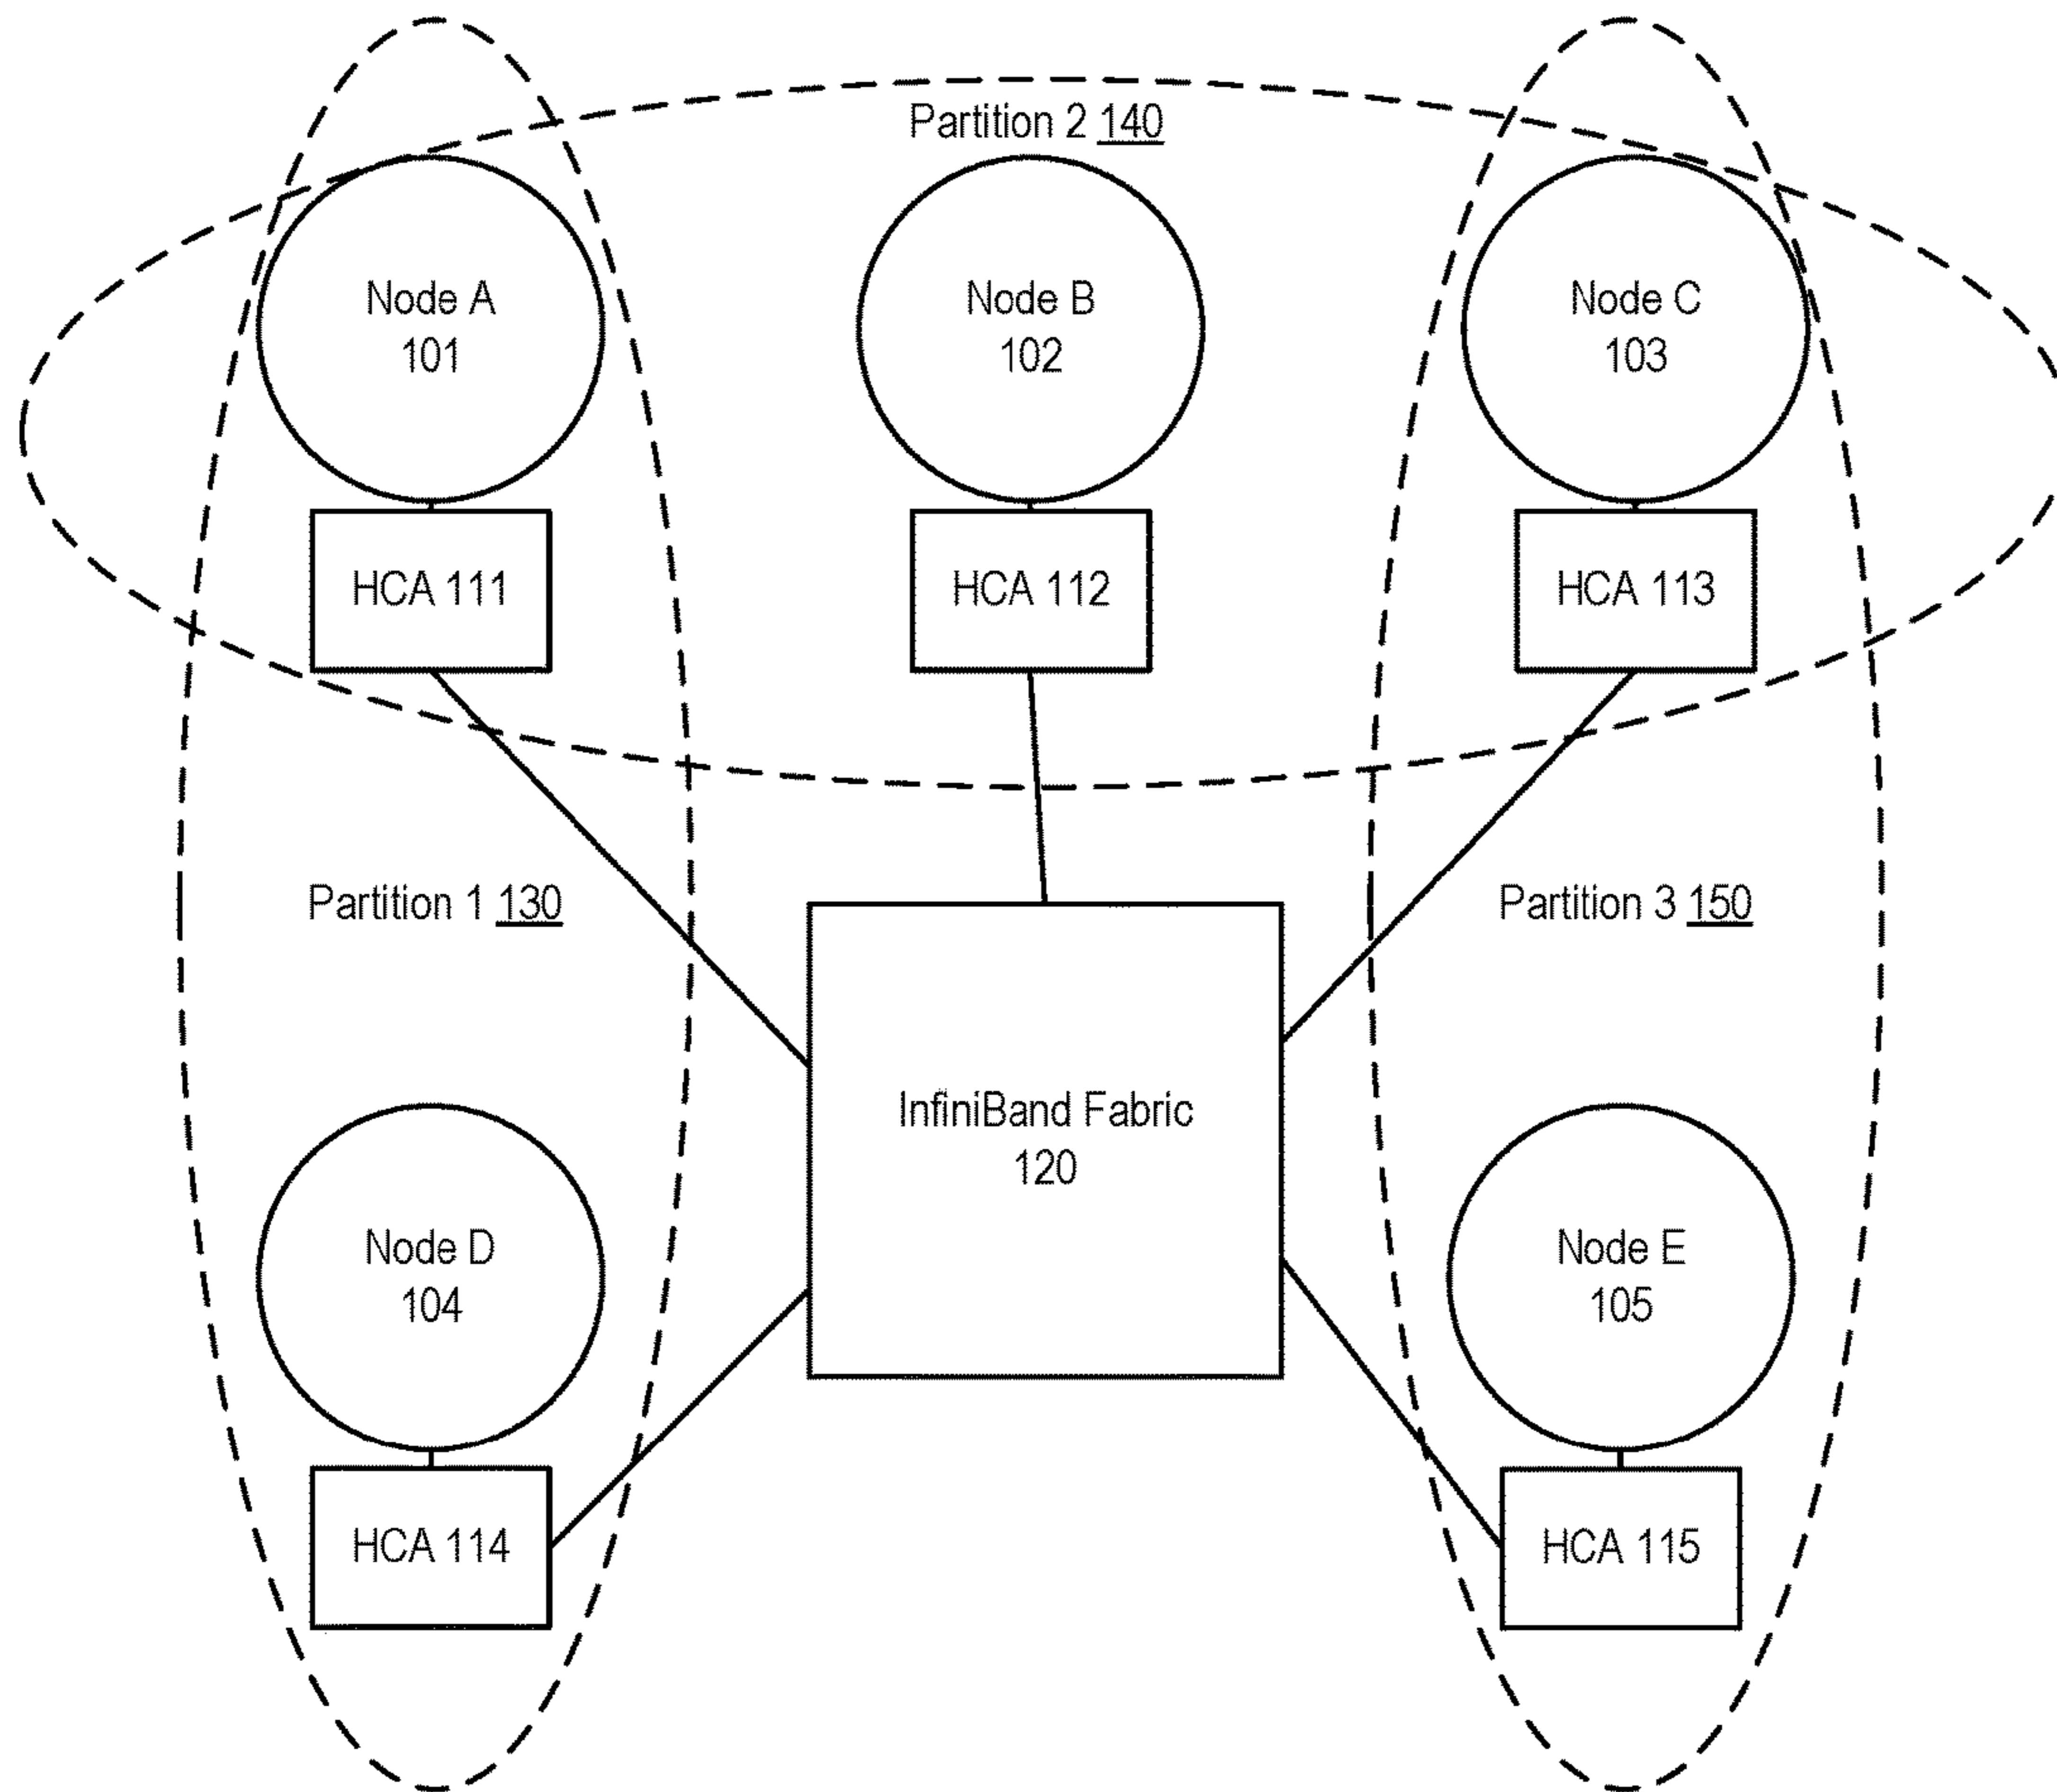 Partition 2 140
Node A
101
Node B
102
Node C
103
HCA 111
HCA 112
HCA 113
Partition 1 130
Partition 3 150
InfiniBand Fabric
120
Node D
104
Node E
105
HCA 114
HCA 115